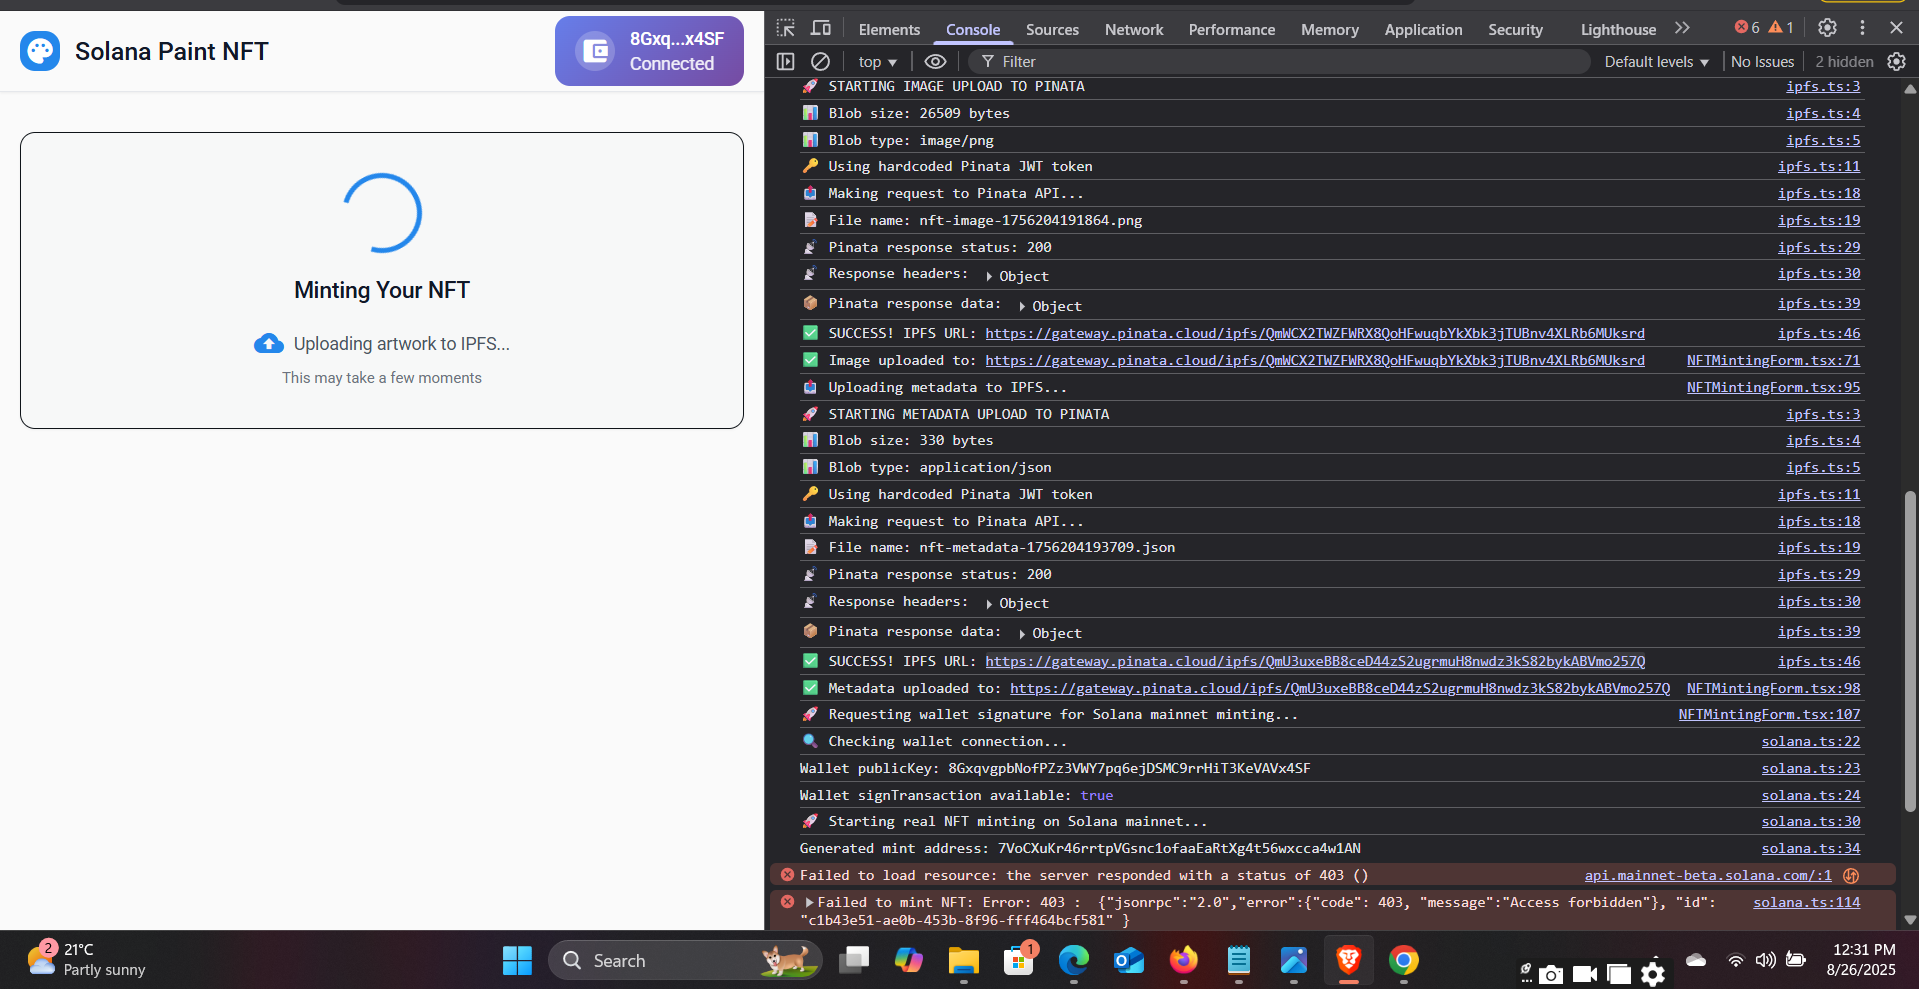 Solana Paint NFT
8Gxq...x4SF
Connected
Minting Your NFT
Uploading artwork to IPFS...
This may take a few moments
Elements Console Sources Network Performance Memory Application Security Lighthouse 6 1
top Filter Default levels No Issues 2 hidden
STARTING IMAGE UPLOAD TO PINATA ipfs.ts:3
Blob size: 26509 bytes ipfs.ts:4
Blob type: image/png ipfs.ts:5
Using hardcoded Pinata JWT token ipfs.ts:11
Making request to Pinata API... ipfs.ts:18
File name: nft-image-1756204191864.png ipfs.ts:19
Pinata response status: 200 ipfs.ts:29
Response headers: Object ipfs.ts:30
Pinata response data: Object ipfs.ts:39
SUCCESS! IPFS URL: https://gateway.pinata.cloud/ipfs/QmWCX2TWZFWRX8QoHFwuqbYkXbk3jTUBnv4XLRb6MUksrd ipfs.ts:46
Image uploaded to: https://gateway.pinata.cloud/ipfs/QmWCX2TWZFWRX8QoHFwuqbYkXbk3jTUBnv4XLRb6MUksrd NFTMintingForm.tsx:71
Uploading metadata to IPFS... NFTMintingForm.tsx:95
STARTING METADATA UPLOAD TO PINATA ipfs.ts:3
Blob size: 330 bytes ipfs.ts:4
Blob type: application/json ipfs.ts:5
Using hardcoded Pinata JWT token ipfs.ts:11
Making request to Pinata API... ipfs.ts:18
File name: nft-metadata-1756204193709.json ipfs.ts:19
Pinata response status: 200 ipfs.ts:29
Response headers: Object ipfs.ts:30
Pinata response data: Object ipfs.ts:39
SUCCESS! IPFS URL: https://gateway.pinata.cloud/ipfs/QmU3uxeBB8ceD44zS2ugrmuH8nwdz3kS82bykABVmo257Q ipfs.ts:46
Metadata uploaded to: https://gateway.pinata.cloud/ipfs/QmU3uxeBB8ceD44zS2ugrmuH8nwdz3kS82bykABVmo257Q NFTMintingForm.tsx:98
Requesting wallet signature for Solana mainnet minting... NFTMintingForm.tsx:107
Checking wallet connection... solana.ts:22
Wallet publicKey: 8GxqvgpbNofPZz3VWY7pq6ejDSMC9rrHiT3KeVAVx4SF solana.ts:23
Wallet signTransaction available: true solana.ts:24
Starting real NFT minting on Solana mainnet... solana.ts:30
Generated mint address: 7VoCXuKr46rrtpVGsnc1ofaaEaRtXg4t56wxcca4w1AN solana.ts:34
Failed to load resource: the server responded with a status of 403 () api.mainnet-beta.solana.com/:1
Failed to mint NFT: Error: 403 : {"jsonrpc":"2.0","error":{"code": 403, "message":"Access forbidden"}, "id": solana.ts:114
"c1b43e51-ae0b-453b-8f96-fff464bcf581" }
2
21°C
Partly sunny
Search
1
12:31 PM
8/26/2025